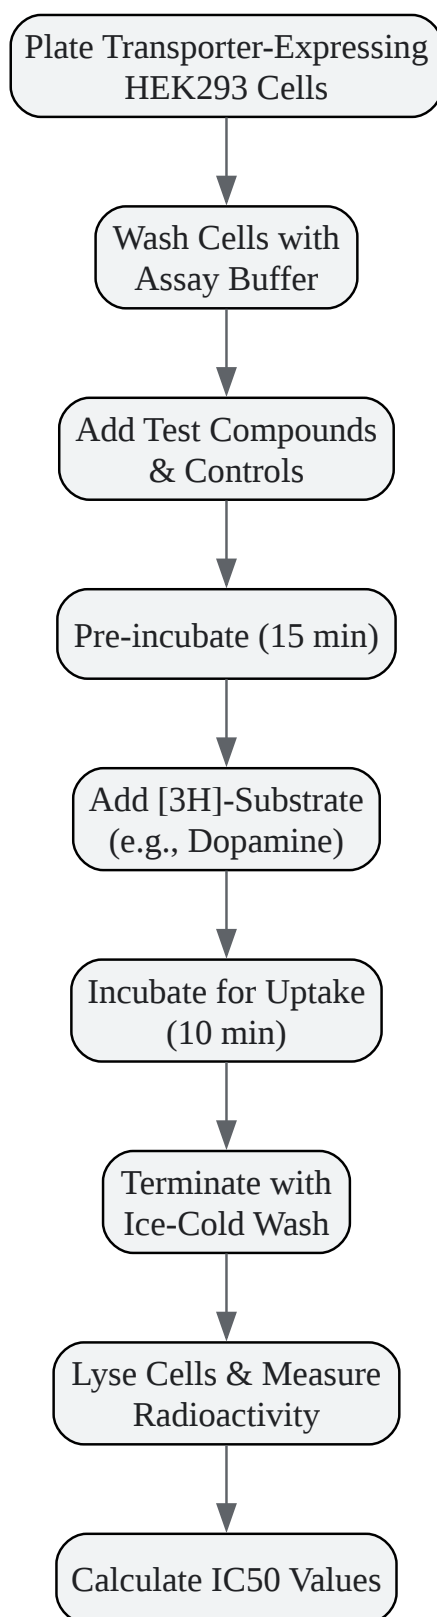 Plate Transporter-Expressing
HEK293 Cells
Wash Cells with
Assay Buffer
Add Test Compounds
& Controls
Pre-incubate (15 min)
Add [3H]-Substrate
(e.g., Dopamine)
Incubate for Uptake
(10 min)
Terminate with
Ice-Cold Wash
Lyse Cells & Measure
Radioactivity
Calculate IC50 Values